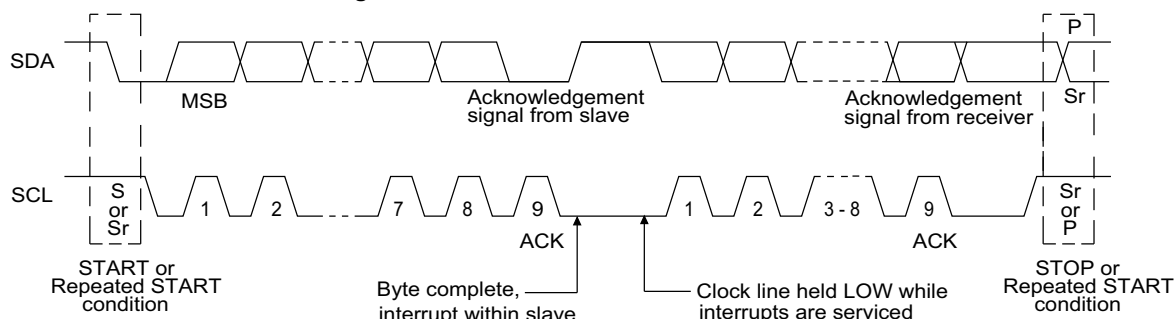 P
SDA
MSB
Acknowledgement
signal from slave
Acknowledgement
signal from receiver
Sr
SCL
S
or
Sr
1
2
7
8
9
1
2
3 - 8
9
Sr
or
P
ACK
ACK
START or
Repeated START
condition
Byte complete,
interrupt within slave
Clock line held LOW while
interrupts are serviced
STOP or
Repeated START
condition